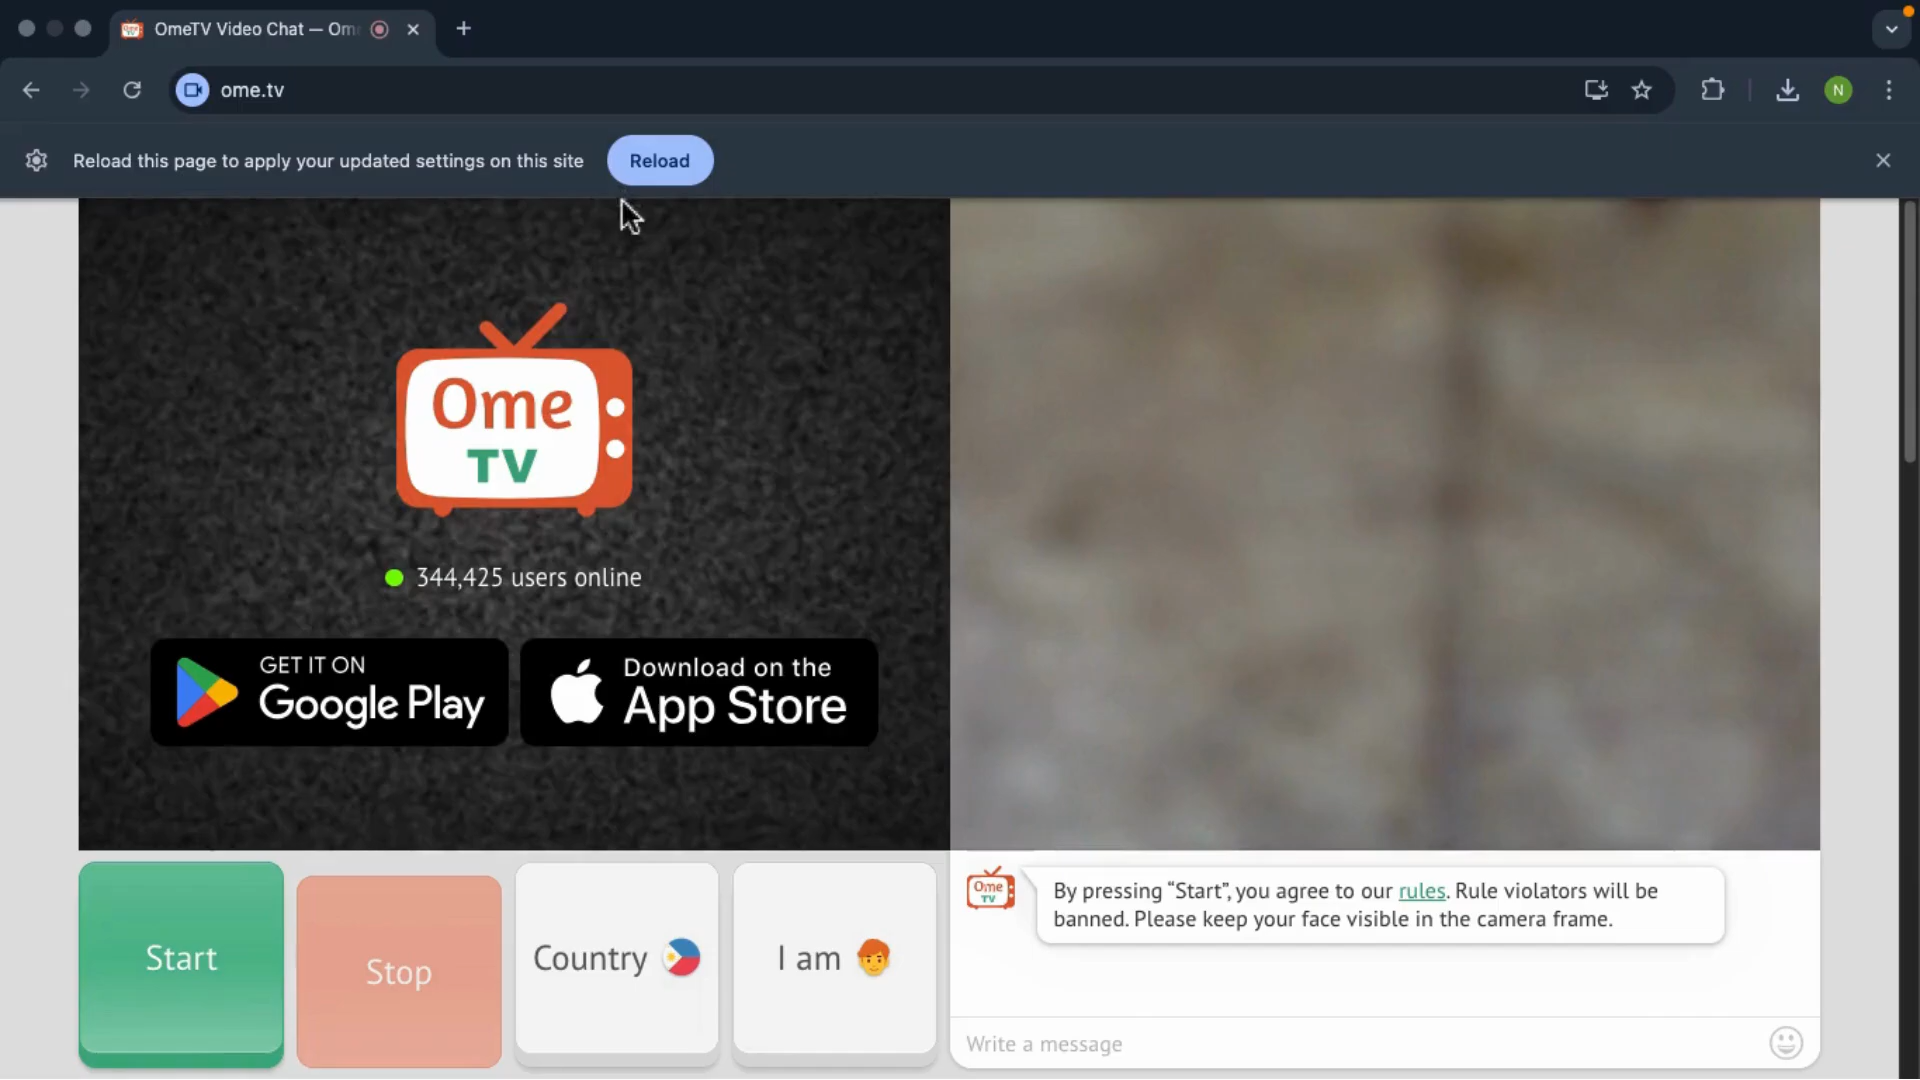 OmeTV Video Chat — Om
ome.tv
N
Reload this page to apply your updated settings on this site
Reload
Ome
TV
344,425 users online
GET IT ON
Google Play
Download on the
App Store
Start
Stop
Country
I am
Ome
TV
By pressing “Start”, you agree to our rules. Rule violators will be
banned. Please keep your face visible in the camera frame.
Write a message